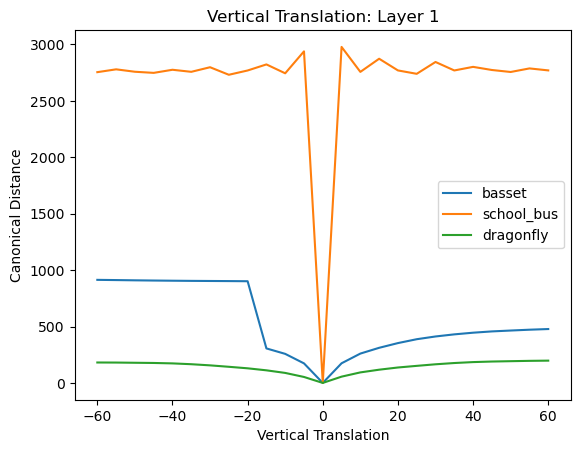 Vertical Translation: Layer 1
Canonical Distance
3000
2500
2000
1500
1000
500
0
basset
school_bus
dragonfly
−60 −40 −20 0 20 40 60
Vertical Translation